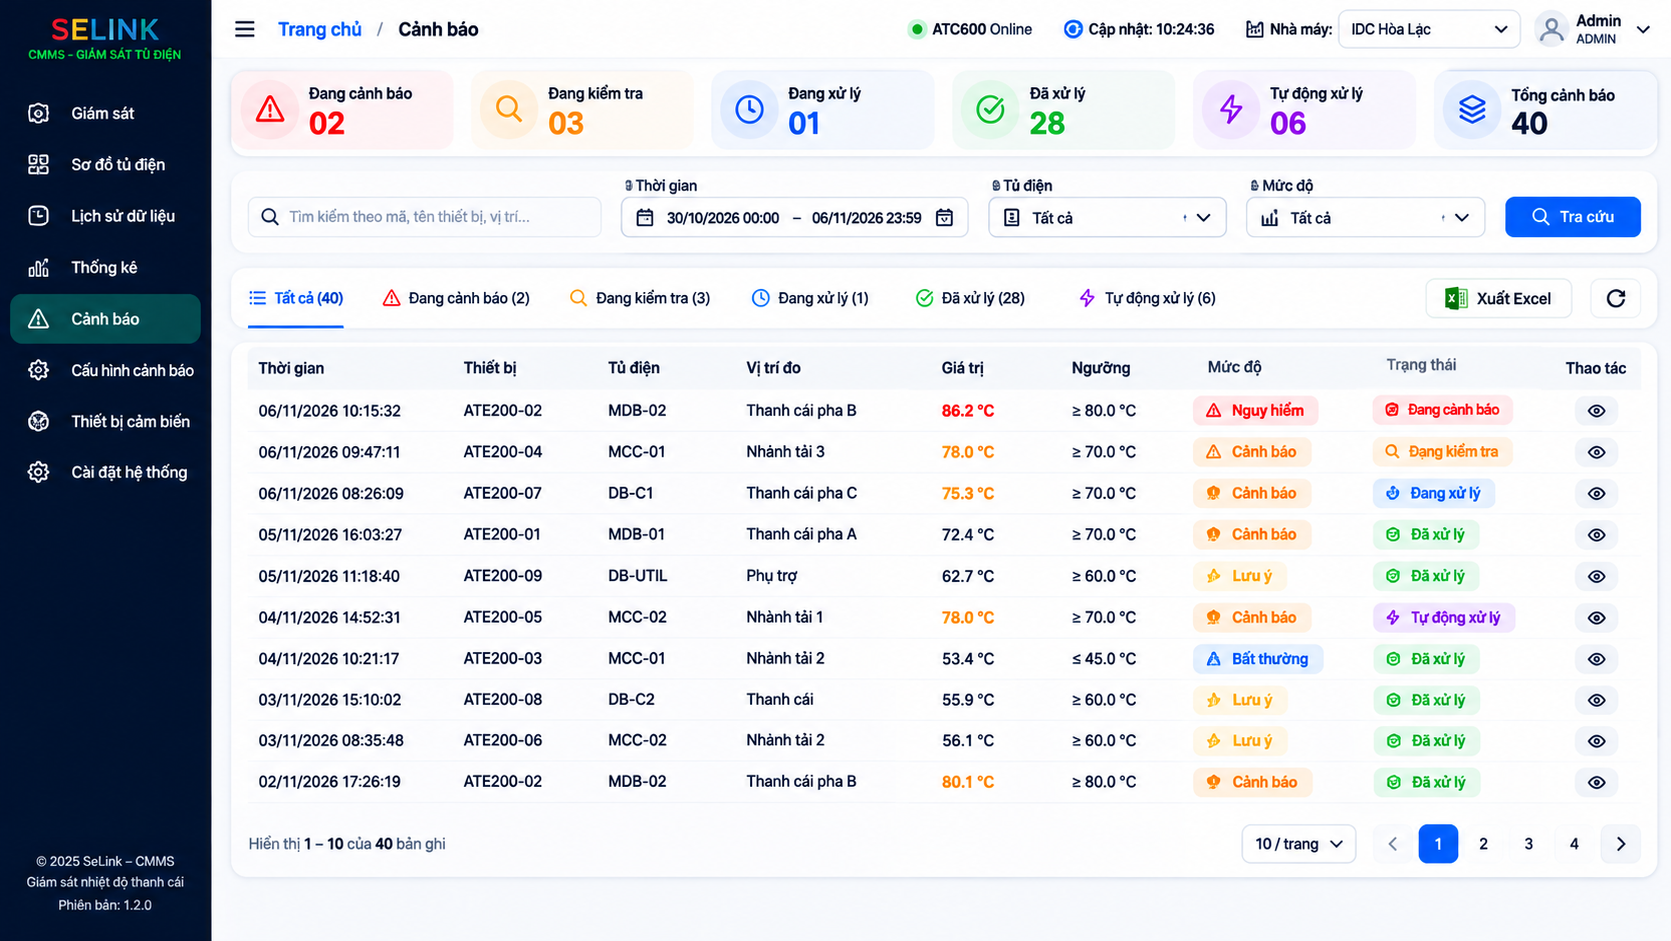 SELINK
CMMS - GIÁM SÁT TỦ ĐIỆN
Giám sát
Sơ đồ tủ điện
Lịch sử dữ liệu
Thống kê
Cảnh báo
Cấu hình cảnh báo
Thiết bị cảm biến
Cài đặt hệ thống
© 2025 SeLink – CMMS
Giám sát nhiệt độ thanh cái
Phiên bản: 1.2.0
Trang chủ / Cảnh báo
ATC600 Online
Cập nhật: 10:24:36
Nhà máy: IDC Hòa Lạc
Admin
ADMIN
Đang cảnh báo
02
Đang kiểm tra
03
Đang xử lý
01
Đã xử lý
28
Tự động xử lý
06
Tổng cảnh báo
40
Tìm kiếm theo mã, tên thiết bị, vị trí...
Thời gian
30/10/2026 00:00 – 06/11/2026 23:59
Tủ điện
Tất cả
Mức độ
Tất cả
Tra cứu
Tất cả (40) Đang cảnh báo (2) Đang kiểm tra (3) Đang xử lý (1) Đã xử lý (28) Tự động xử lý (6)
Xuất Excel
Thời gian Thiết bị Tủ điện Vị trí đo Giá trị Ngưỡng Mức độ Trạng thái Thao tác
06/11/2026 10:15:32 ATE200-02 MDB-02 Thanh cái pha B 86.2 °C ≥ 80.0 °C Nguy hiểm Đang cảnh báo
06/11/2026 09:47:11 ATE200-04 MCC-01 Nhánh tải 3 78.0 °C ≥ 70.0 °C Cảnh báo Đạng kiểm tra
06/11/2026 08:26:09 ATE200-07 DB-C1 Thanh cái pha C 75.3 °C ≥ 70.0 °C Cảnh báo Đang xử lý
05/11/2026 16:03:27 ATE200-01 MDB-01 Thanh cái pha A 72.4 °C ≥ 70.0 °C Cảnh báo Đã xử lý
05/11/2026 11:18:40 ATE200-09 DB-UTIL Phụ trợ 62.7 °C ≥ 60.0 °C Lưu ý Đã xử lý
04/11/2026 14:52:31 ATE200-05 MCC-02 Nhành tải 1 78.0 °C ≥ 70.0 °C Cảnh báo Tự động xử lý
04/11/2026 10:21:17 ATE200-03 MCC-01 Nhành tải 2 53.4 °C ≤ 45.0 °C Bất thường Đã xử lý
03/11/2026 15:10:02 ATE200-08 DB-C2 Thanh cái 55.9 °C ≥ 60.0 °C Lưu ý Đã xử lý
03/11/2026 08:35:48 ATE200-06 MCC-02 Nhành tải 2 56.1 °C ≥ 60.0 °C Lưu ý Đã xử lý
02/11/2026 17:26:19 ATE200-02 MDB-02 Thanh cái pha B 80.1 °C ≥ 80.0 °C Cảnh báo Đã xử lý
Hiển thị 1 – 10 của 40 bản ghi
10 / trang
1 2 3 4